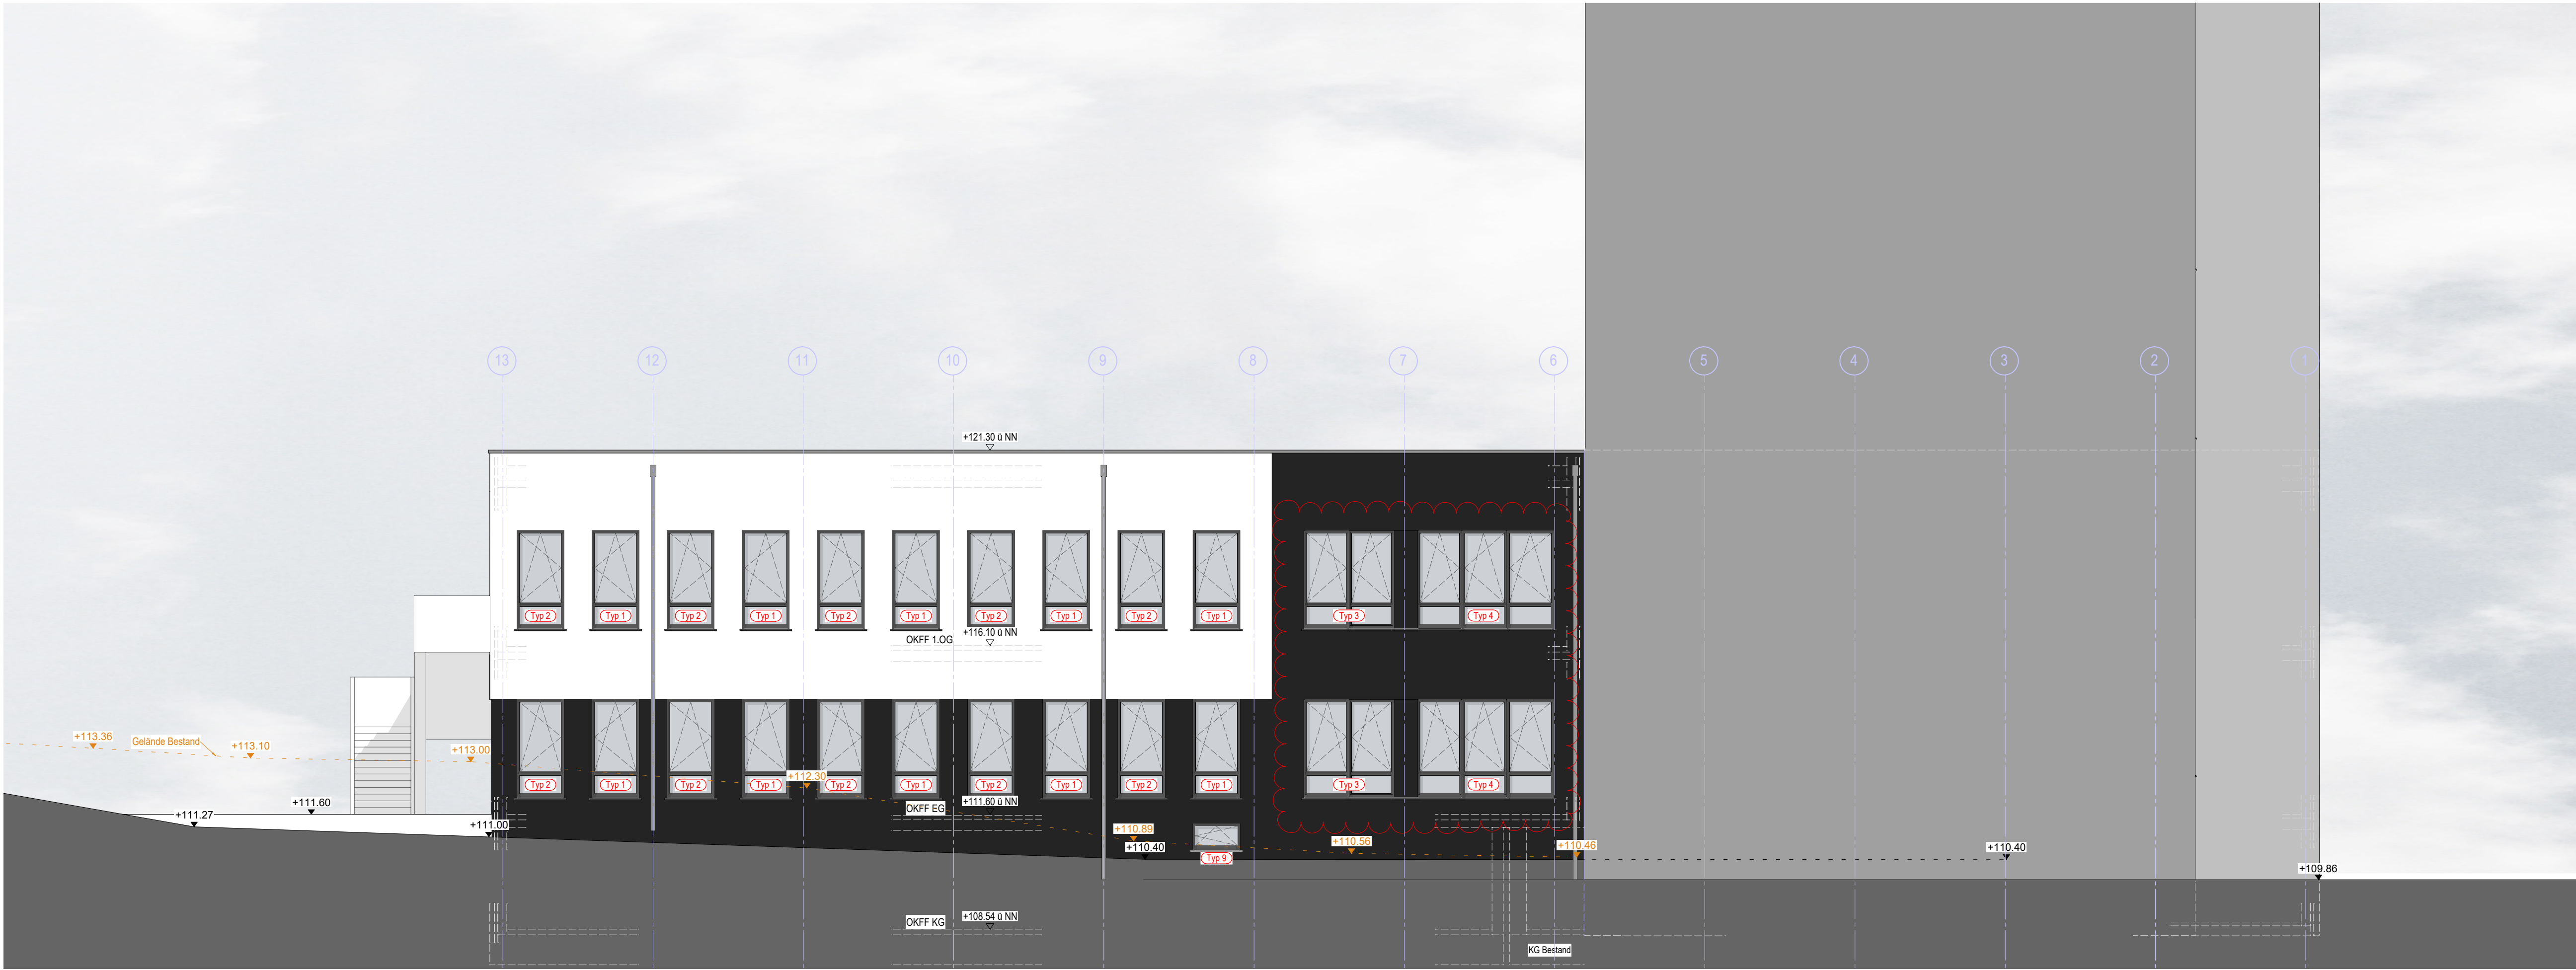 13 12 11 10 9 8 7 6 5 4 3 2 1
+121.30 ü NN
Typ 2 Typ 1 Typ 2 Typ 1 Typ 2 Typ 1 Typ 2 Typ 1 Typ 2 Typ 1 Typ 3 Typ 4
OKFF 1.OG +116.10 ü NN
+113.36 Gelände Bestand +113.10 +113.00
+112.30
Typ 2 Typ 1 Typ 2 Typ 1 Typ 2 Typ 1 Typ 2 Typ 1 Typ 2 Typ 1 Typ 3 Typ 4
+111.60 OKFF EG +111.60 ü NN
+111.27
+111.00 +110.89
+110.40 +110.56 +110.46 +110.40
Typ 9
+109.86
OKFF KG +108.54 ü NN
KG Bestand